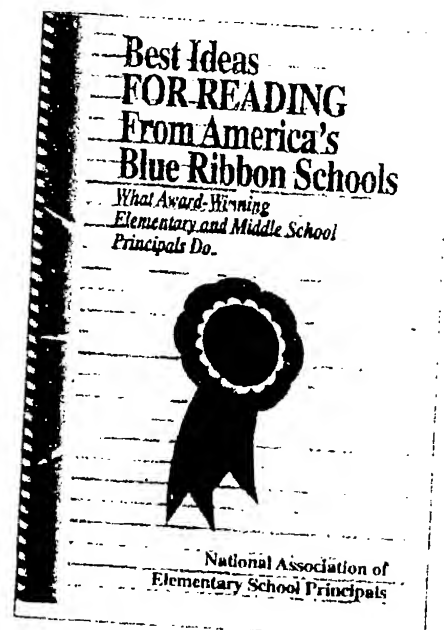 Best Ideas
FOR READING
From America's
Blue Ribbon Schools
What Award-Winning
Elementary and Middle School
Principals Do
National Association of
Elementary School Principals